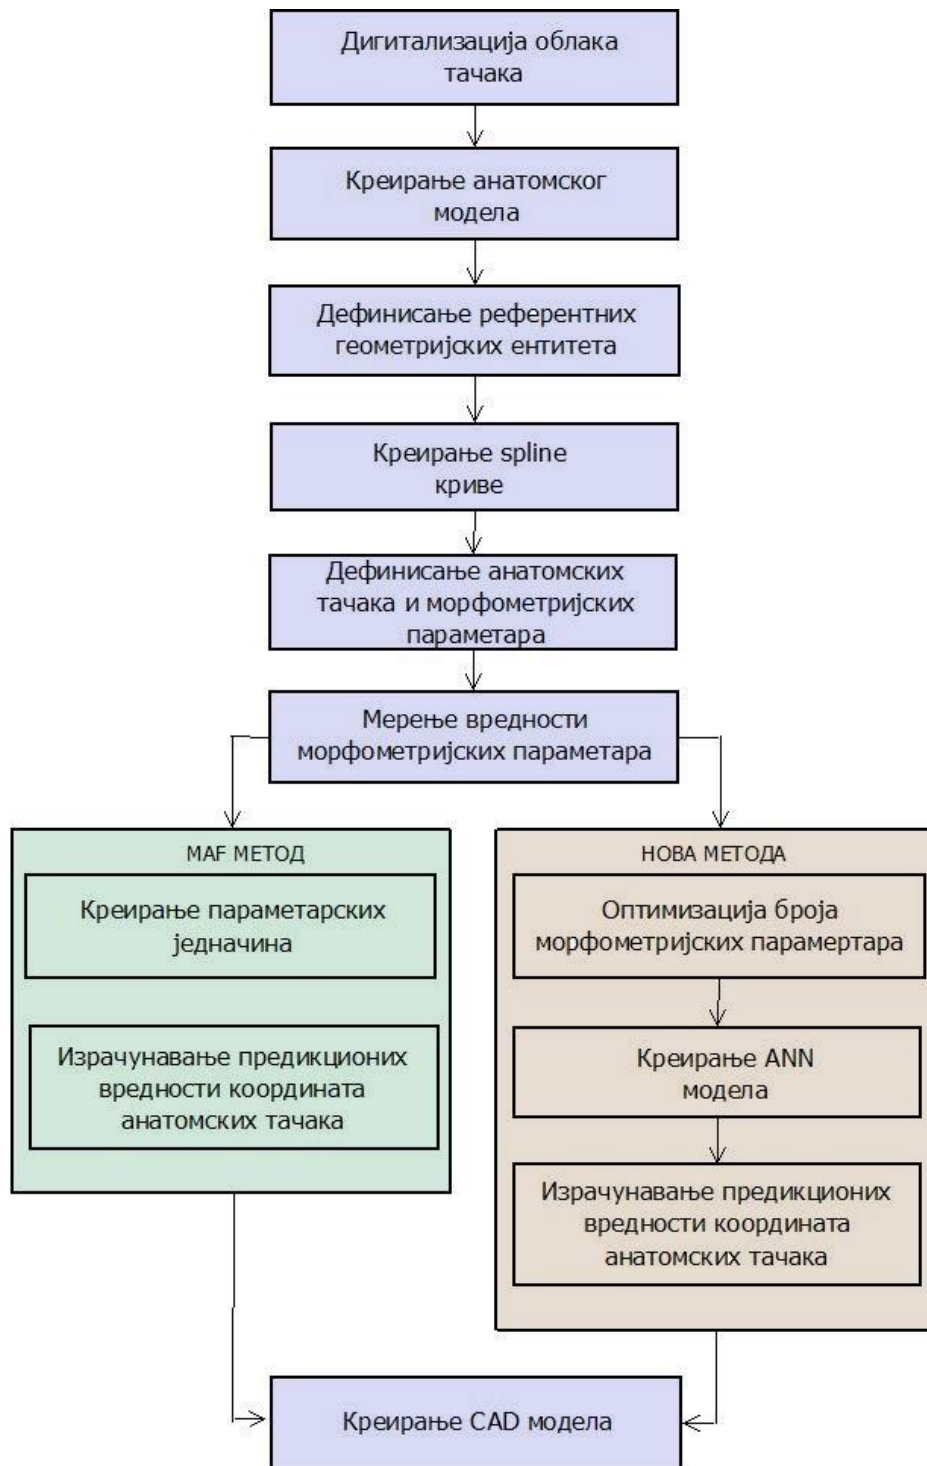 Дигитализација облака
тачака
Креирање анатомског
модела
Дефинисање референтних
геометријских ентитета
Креирање spline
криве
Дефинисање анатомских
тачака и морфометријских
параметара
Мерење вредности
морфометријских параметара
МАF МЕТОД
Креирање параметарских
једначина
Израчунавање предикционих
вредности координата
анатомских тачака
НОВА МЕТОДА
Оптимизација броја
морфометријских парамертара
Креирање ANN
модела
Израчунавање предикционих
вредности координата
анатомских тачака
Креирање CAD модела